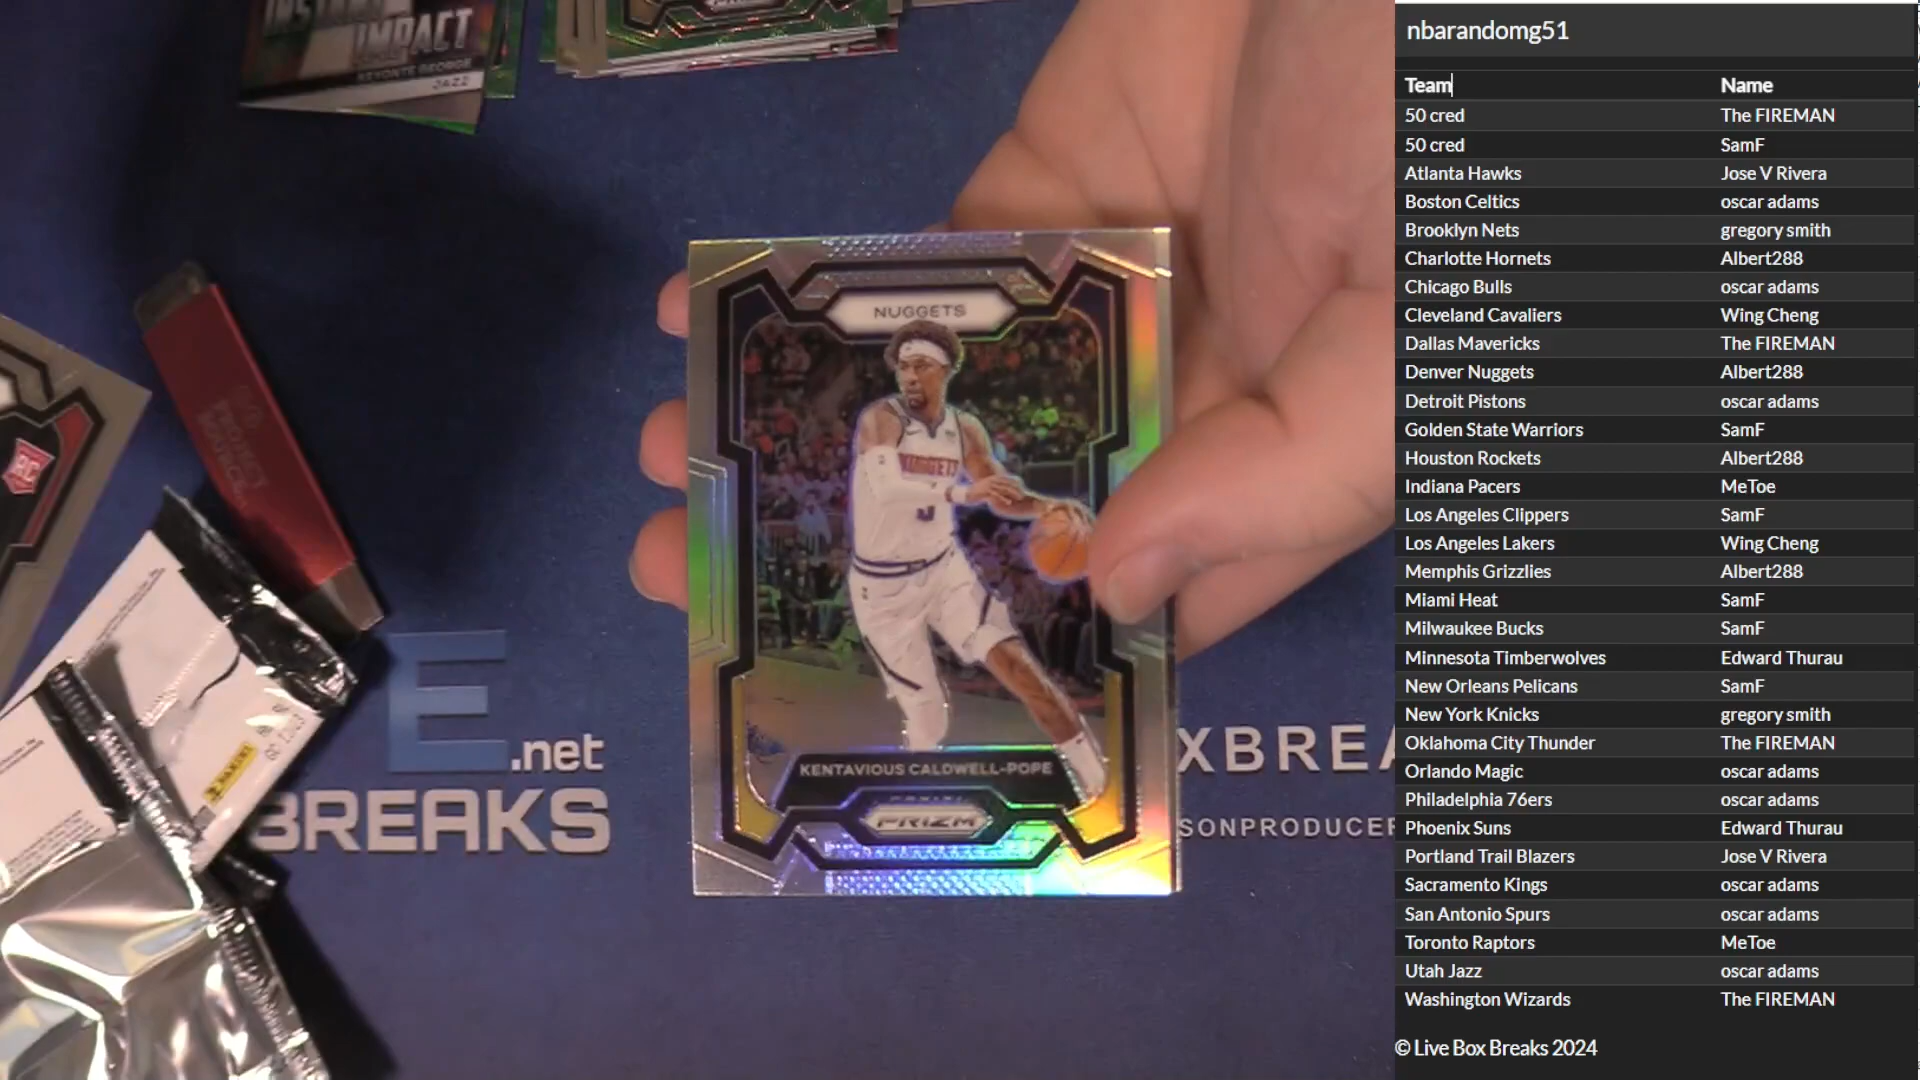 INSTANT
IMPACT
KEYONTE GEORGE
JAZZ
RC
NUGGETS
NUGGETS
KENTAVIOUS CALDWELL-POPE
PANINI
PRIZM
PANINI
E.net
BREAKS
XBREA
SONPRODUCER
nbarandomg51
Team Name
50 cred The FIREMAN
50 cred SamF
Atlanta Hawks Jose V Rivera
Boston Celtics oscar adams
Brooklyn Nets gregory smith
Charlotte Hornets Albert288
Chicago Bulls oscar adams
Cleveland Cavaliers Wing Cheng
Dallas Mavericks The FIREMAN
Denver Nuggets Albert288
Detroit Pistons oscar adams
Golden State Warriors SamF
Houston Rockets Albert288
Indiana Pacers MeToe
Los Angeles Clippers SamF
Los Angeles Lakers Wing Cheng
Memphis Grizzlies Albert288
Miami Heat SamF
Milwaukee Bucks SamF
Minnesota Timberwolves Edward Thurau
New Orleans Pelicans SamF
New York Knicks gregory smith
Oklahoma City Thunder The FIREMAN
Orlando Magic oscar adams
Philadelphia 76ers oscar adams
Phoenix Suns Edward Thurau
Portland Trail Blazers Jose V Rivera
Sacramento Kings oscar adams
San Antonio Spurs oscar adams
Toronto Raptors MeToe
Utah Jazz oscar adams
Washington Wizards The FIREMAN
© Live Box Breaks 2024